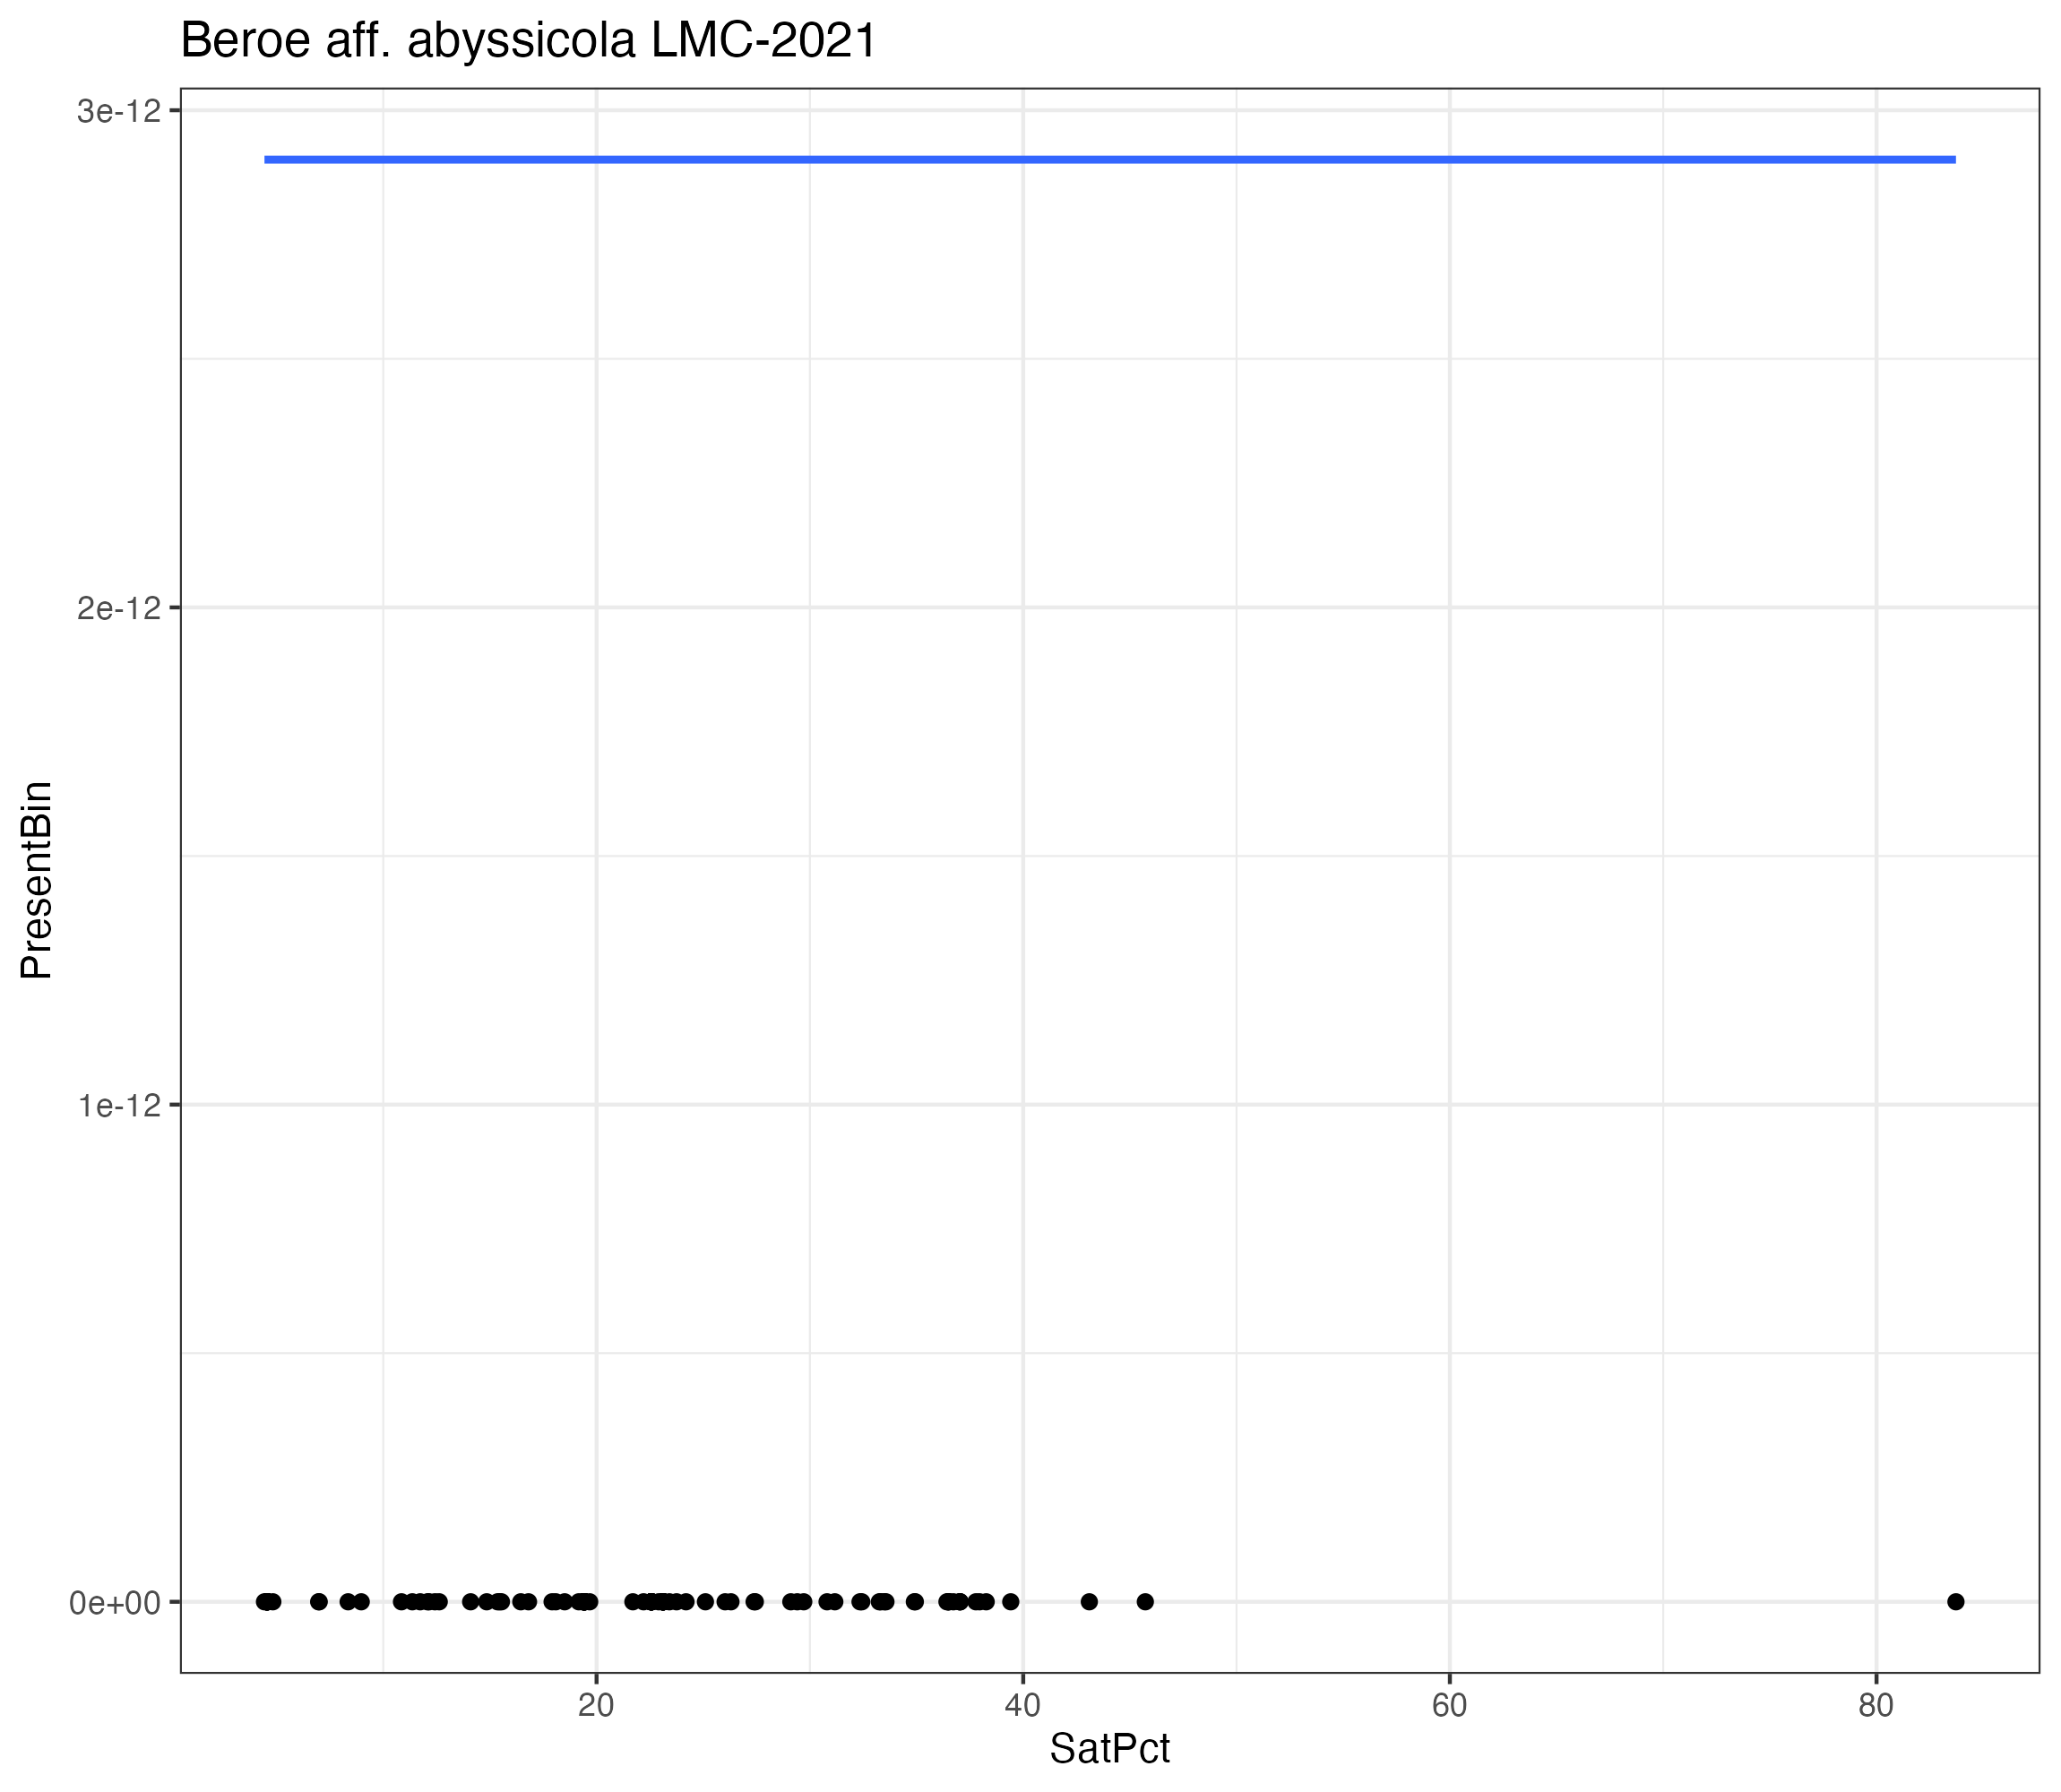 Beroe aff. abyssicola LMC-2021
3e-12
2e-12
1e-12
0e+00
PresentBin
20 40 60 80
SatPct